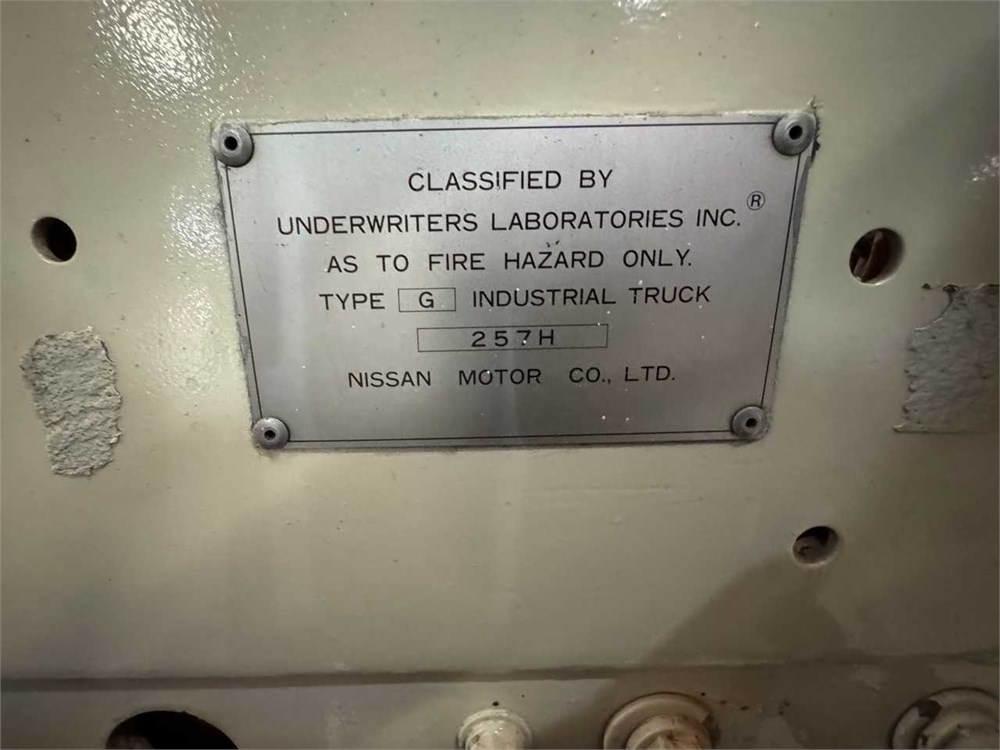 CLASSIFIED BY
UNDERWRITERS LABORATORIES INC.®
AS TO FIRE HAZARD ONLY.
TYPE G INDUSTRIAL TRUCK
257H
NISSAN MOTOR CO., LTD.